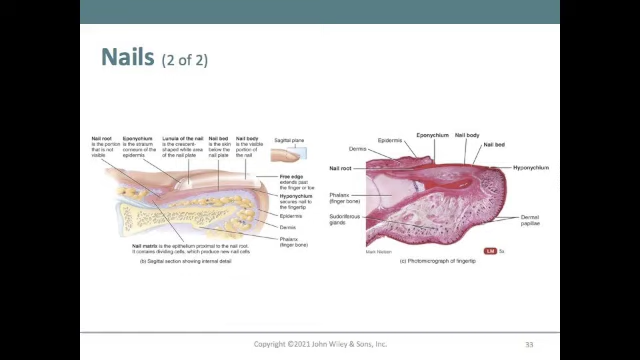 Nails (2 of 2)
Nail root
is the portion
that is not
visible
Eponychium
is the stratum
corneum of the
epidermis
Lunula of the nail
is the crescent-
shaped white area
of the nail plate
Nail bed
is the skin
below the
nail plate
Nail body
is the visible
portion of
the nail
Sagittal plane
Free edge
extends past
the finger or toe
Hyponychium
secures nail to
the fingertip
Epidermis
Dermis
Phalanx
(finger bone)
Nail matrix is the epithelium proximal to the nail root.
It contains dividing cells, which produce new nail cells
(b) Sagittal section showing internal detail
Eponychium
Nail body
Epidermis
Nail bed
Dermis
Nail root
Hyponychium
Phalanx
(finger bone)
Sudoriferous
glands
Dermal
papillae
Mark Nielsen
LM 5x
(c) Photomicrograph of fingertip
Copyright ©2021 John Wiley & Sons, Inc.
33